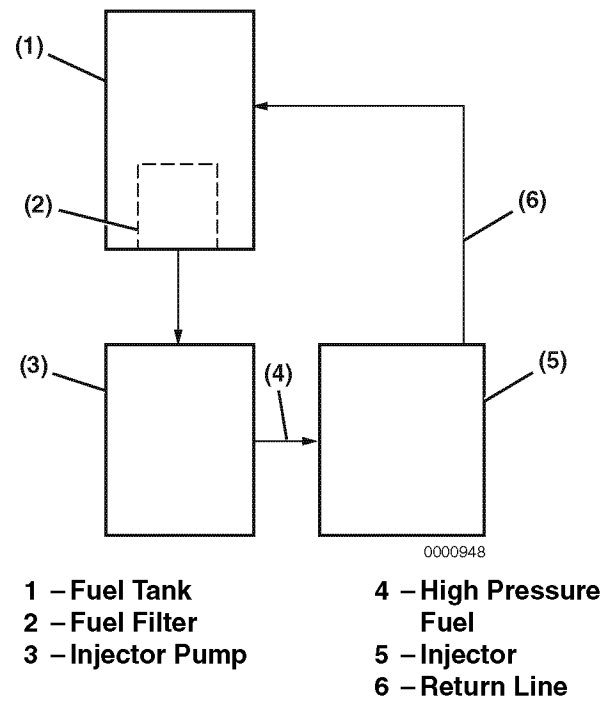 (1)
(2)
(6)
(3)
(4)
(5)
0000948
1 – Fuel Tank
2 – Fuel Filter
3 – Injector Pump
4 – High Pressure
Fuel
5 – Injector
6 – Return Line